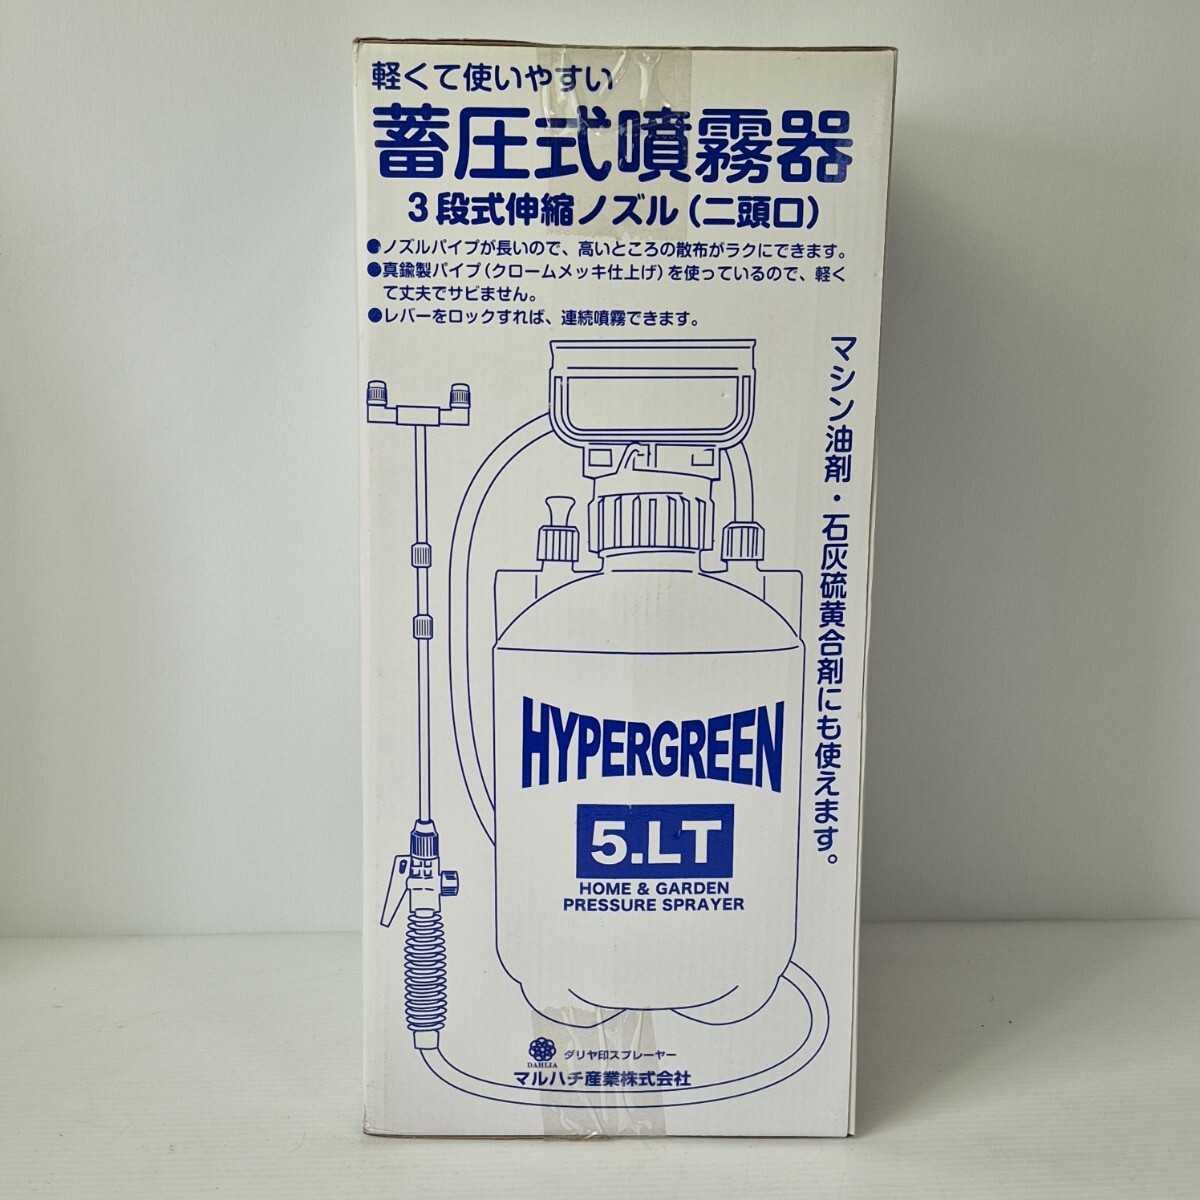 軽くて使いやすい
蓄圧式噴霧器
3段式伸縮ノズル(二頭口)
●ノズルパイプが長いので、高いところの散布がラクにできます。
●真鍮製パイプ(クロームメッキ仕上げ)を使っているので、軽く
て丈夫でサビません。
●レバーをロックすれば、連続噴霧できます。
マシン油剤・石灰硫黄合剤にも使えます。
HYPERGREEN
5.LT
HOME & GARDEN
PRESSURE SPRAYER
DAHLIA
ダリヤ印スプレーヤー
マルハチ産業株式会社